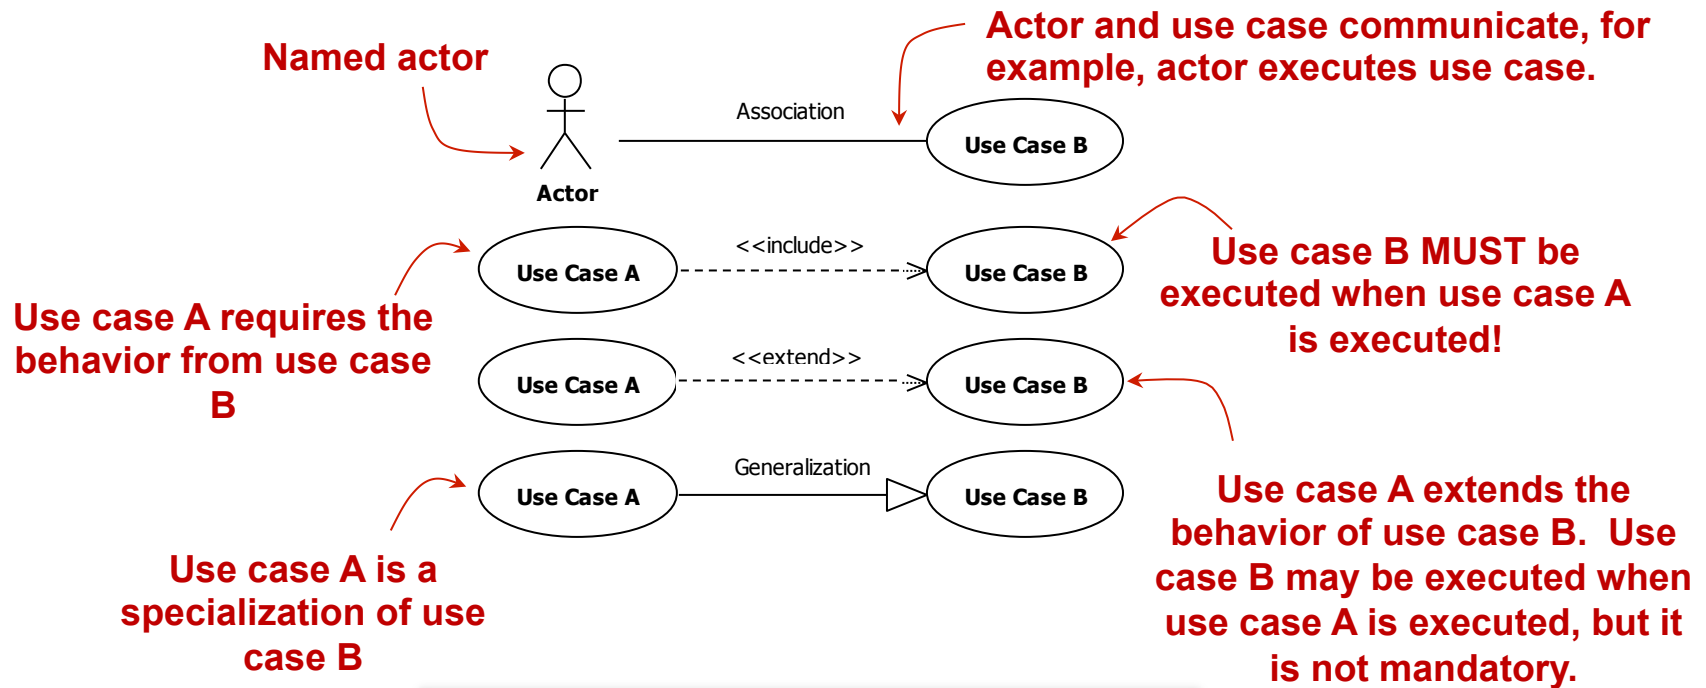 Named actor
Actor and use case communicate, for
example, actor executes use case.
Association
Use Case B
Actor
Use Case A
<<include>>
Use Case B
Use case B MUST be
executed when use case A
is executed!
Use case A requires the
behavior from use case
B
Use Case A
<<extend>>
Use Case B
Use Case A
Generalization
Use Case B
Use case A extends the
behavior of use case B. Use
case B may be executed when
use case A is executed, but it
is not mandatory.
Use case A is a
specialization of use
case B